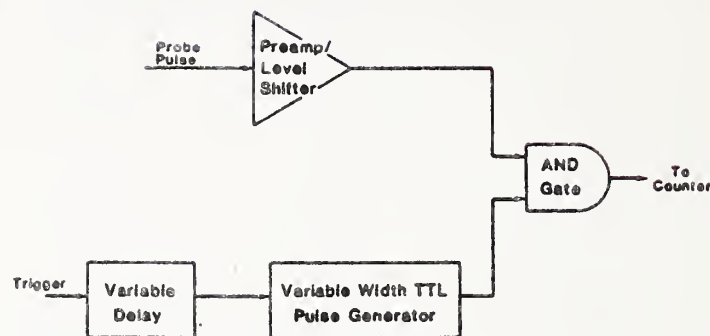 Probe
Pulse
Preamp/
Level
Shifter
AND
Gate
To
Counter
Trigger
Variable
Delay
Variable Width TTL
Pulse Generator